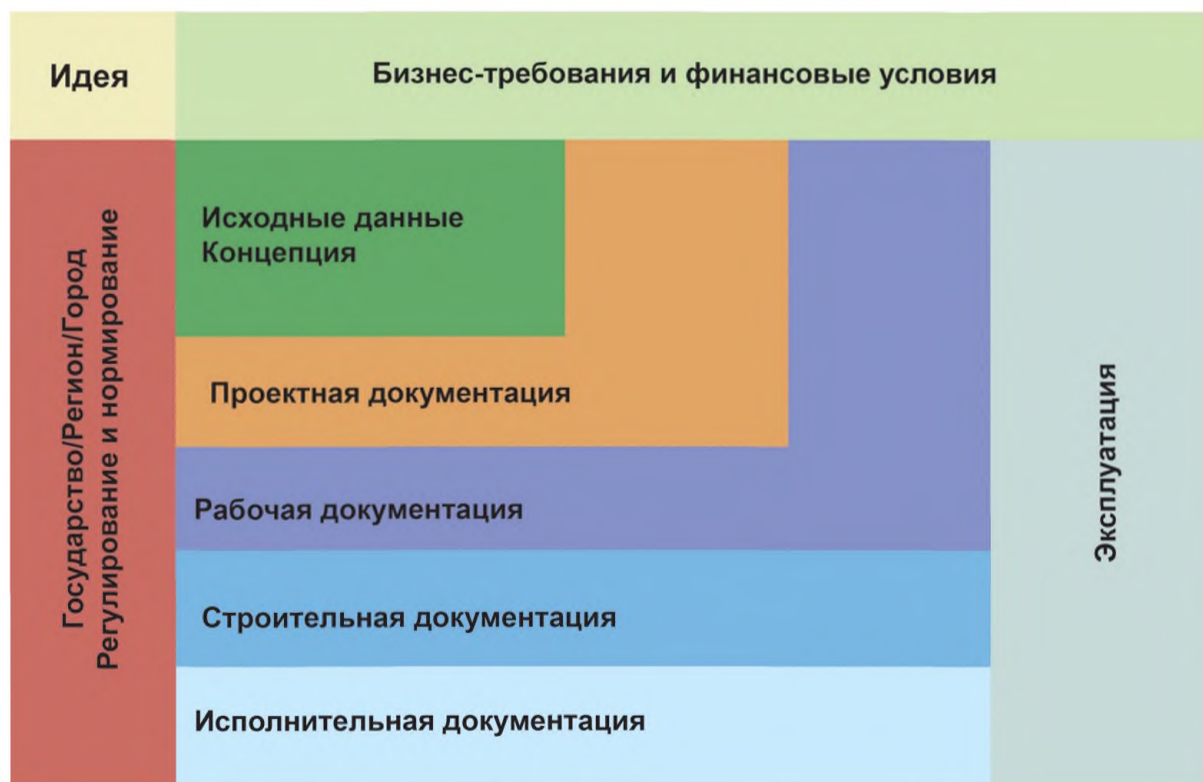 Идея
Бизнес-требования и финансовые условия
Государство/Регион/Город
Регулирование и нормирование
Исходные данные
Концепция
Проектная документация
Рабочая документация
Строительная документация
Исполнительная документация
Эксплуатация